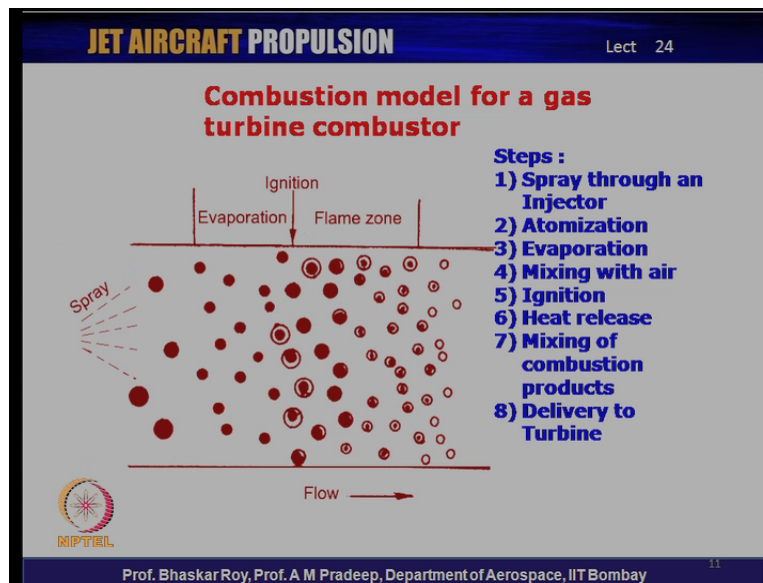 JET AIRCRAFT PROPULSION
Lect 24
Combustion model for a gas
turbine combustor
Ignition
Evaporation
Flame zone
Spray
Flow
Steps :
1) Spray through an
Injector
2) Atomization
3) Evaporation
4) Mixing with air
5) Ignition
6) Heat release
7) Mixing of
combustion
products
8) Delivery to
Turbine
NPTEL
11
Prof. Bhaskar Roy, Prof. A M Pradeep, Department of Aerospace, IIT Bombay